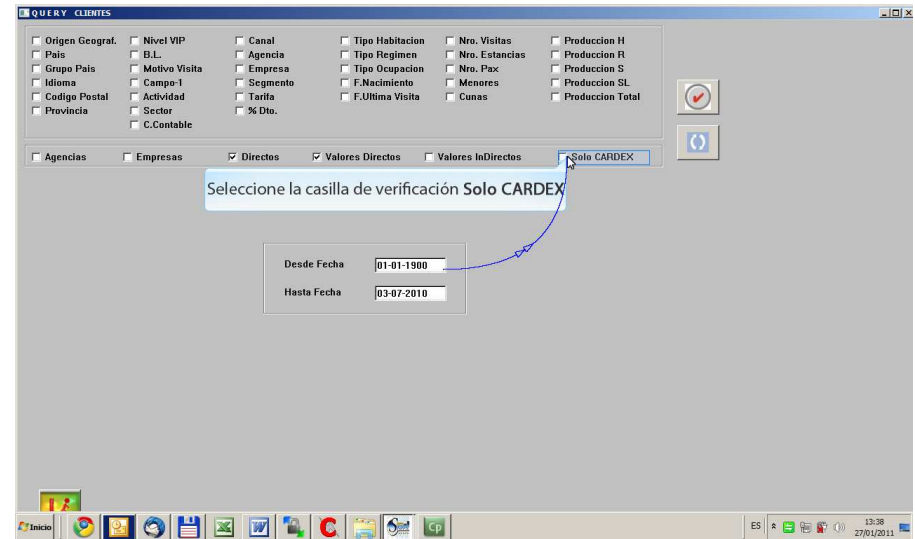 QUERY CLIENTES
Origen Geograf. Nivel VIP Canal Tipo Habitacion Nro. Visitas Produccion H
Pais B.L. Agencia Tipo Regimen Nro. Estancias Produccion R
Grupo Pais Motivo Visita Empresa Tipo Ocupacion Nro. Pax Produccion S
Idioma Campo-1 Segmento F.Nacimiento Menores Produccion SL
Codigo Postal Actividad Tarifa F.Ultima Visita Cunas Produccion Total
Provincia Sector % Dto.
C.Contable
Agencias Empresas Directos Valores Directos Valores InDirectos Solo CARDEX
Seleccione la casilla de verificación Solo CARDEX
Desde Fecha 01-01-1900
Hasta Fecha 03-07-2010
Inicio Cp ES 13:38
27/01/2011